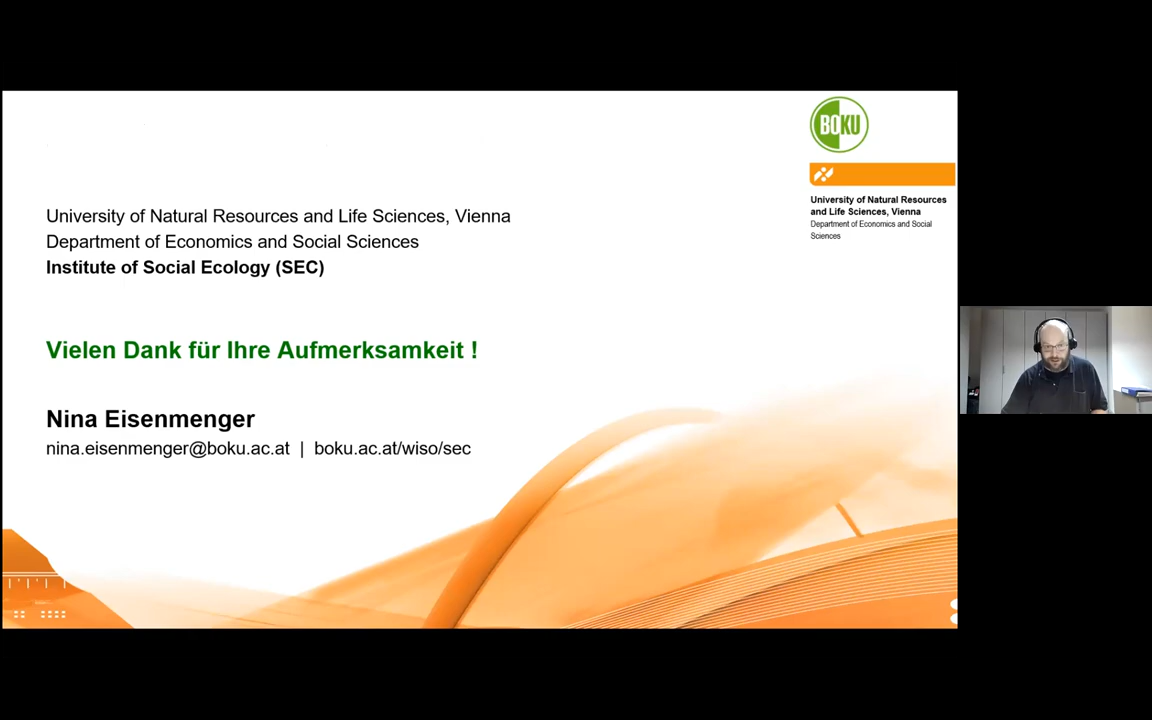 BOKU
University of Natural Resources
and Life Sciences, Vienna
Department of Economics and Social
Sciences
University of Natural Resources and Life Sciences, Vienna
Department of Economics and Social Sciences
Institute of Social Ecology (SEC)
Vielen Dank für Ihre Aufmerksamkeit !
Nina Eisenmenger
nina.eisenmenger@boku.ac.at | boku.ac.at/wiso/sec